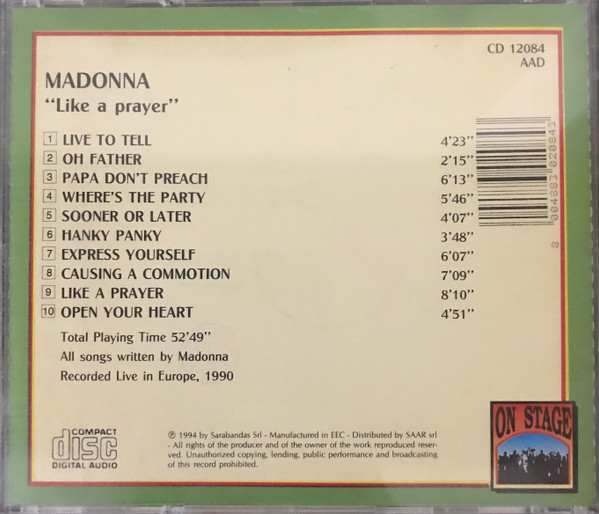 CD 12084
AAD
MADONNA
“Like a prayer”
1 LIVE TO TELL 4'23"
2 OH FATHER 2'15"
3 PAPA DON'T PREACH 6'13"
4 WHERE'S THE PARTY 5'46"
5 SOONER OR LATER 4'07"
6 HANKY PANKY 3'48"
7 EXPRESS YOURSELF 6'07"
8 CAUSING A COMMOTION 7'09"
9 LIKE A PRAYER 8'10"
10 OPEN YOUR HEART 4'51"
8 004883 020843
Total Playing Time 52'49"
All songs written by Madonna
Recorded Live in Europe, 1990
COMPACT
disc
DIGITAL AUDIO
℗ 1994 by Sarabandas Srl - Manufactured in EEC - Distributed by SAAR srl
- All rights of the producer and of the owner of the work reproduced reser-
ved. Unauthorized copying, lending, public performance and broadcasting
of this record prohibited.
ON STAGE